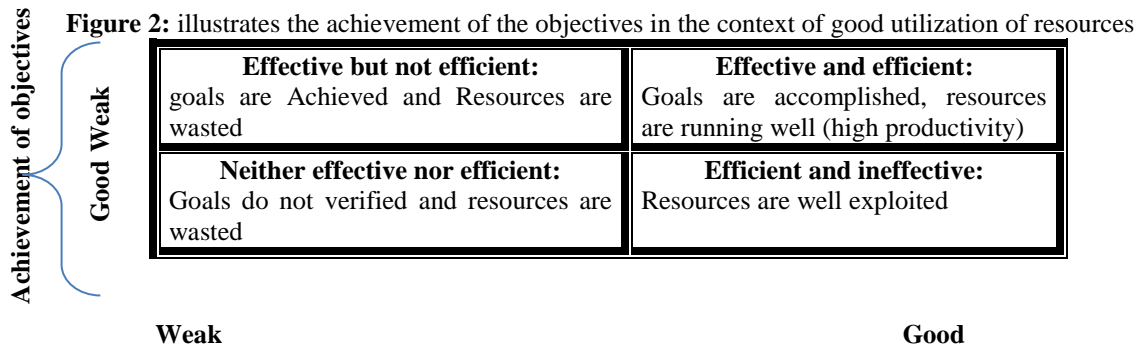 Figure 2: illustrates the achievement of the objectives in the context of good utilization of resources
Achievement of objectives
Good Weak
Effective but not efficient:
goals are Achieved and Resources are
wasted
Effective and efficient:
Goals are accomplished, resources
are running well (high productivity)
Neither effective nor efficient:
Goals do not verified and resources are
wasted
Efficient and ineffective:
Resources are well exploited
Weak
Good